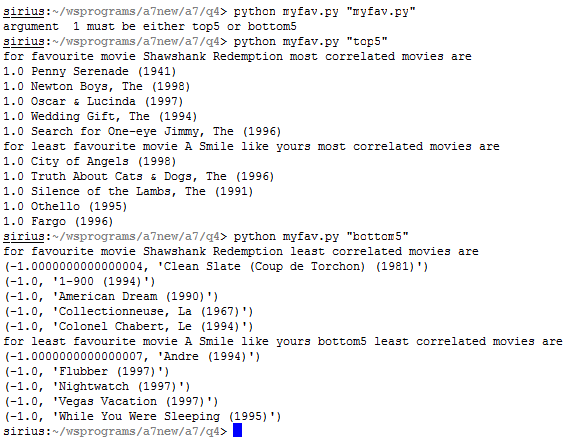 sirius:~/wsprograms/a7new/a7/q4> python myfav.py "myfav.py"
argument  1 must be either top5 or bottom5
sirius:~/wsprograms/a7new/a7/q4> python myfav.py "top5"
for favourite movie Shawshank Redemption most correlated movies are
1.0 Penny Serenade (1941)
1.0 Newton Boys, The (1998)
1.0 Oscar & Lucinda (1997)
1.0 Wedding Gift, The (1994)
1.0 Search for One-eye Jimmy, The (1996)
for least favourite movie A Smile like yours most correlated movies are
1.0 City of Angels (1998)
1.0 Truth About Cats & Dogs, The (1996)
1.0 Silence of the Lambs, The (1991)
1.0 Othello (1995)
1.0 Fargo (1996)
sirius:~/wsprograms/a7new/a7/q4> python myfav.py "bottom5"
for favourite movie Shawshank Redemption least correlated movies are
(-1.0000000000000004, 'Clean Slate (Coup de Torchon) (1981)')
(-1.0, '1-900 (1994)')
(-1.0, 'American Dream (1990)')
(-1.0, 'Collectionneuse, La (1967)')
(-1.0, 'Colonel Chabert, Le (1994)')
for least favourite movie A Smile like yours bottom5 least correlated movies are
(-1.0000000000000007, 'Andre (1994)')
(-1.0, 'Flubber (1997)')
(-1.0, 'Nightwatch (1997)')
(-1.0, 'Vegas Vacation (1997)')
(-1.0, 'While You Were Sleeping (1995)')
sirius:~/wsprograms/a7new/a7/q4>